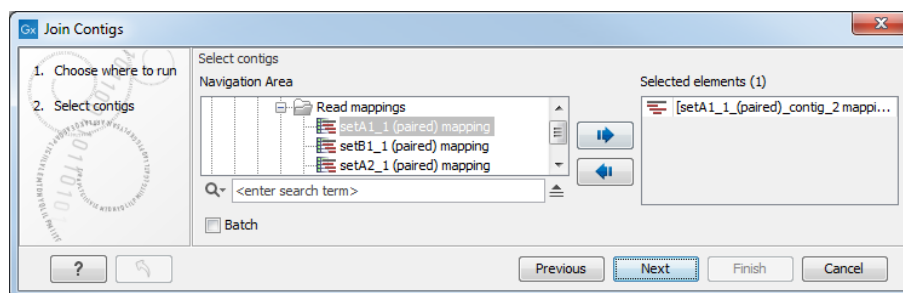 Gx Join Contigs
X
1. Choose where to run
2. Select contigs
Select contigs
Navigation Area
Read mappings
setA1_1 (paired) mapping
setB1_1 (paired) mapping
setA2_1 (paired) mapping
<enter search term>
Batch
Selected elements (1)
[setA1_1_(paired)_contig_2 mappi...
?
Previous
Next
Finish
Cancel